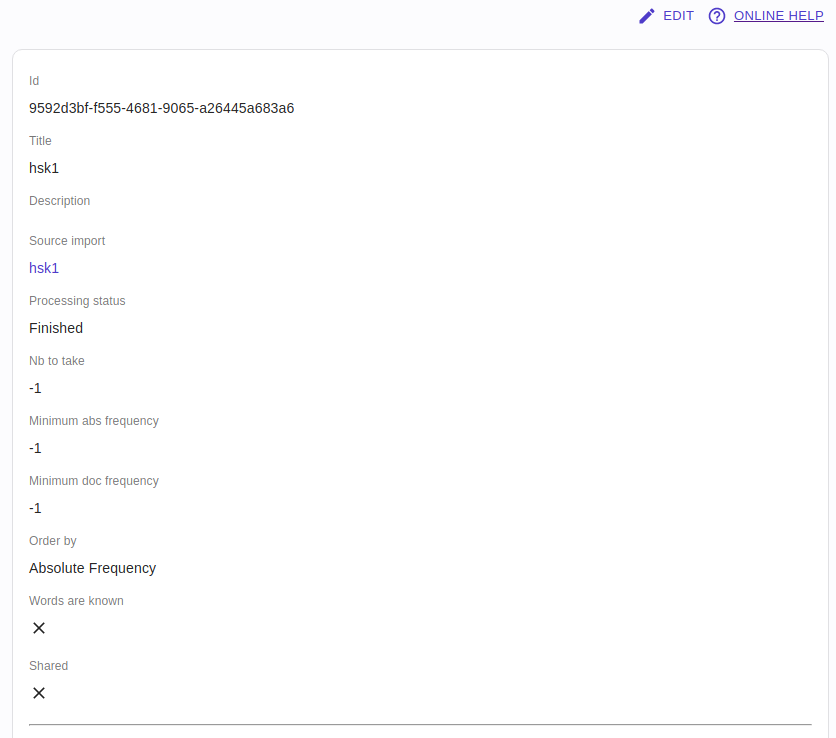 EDIT ONLINE HELP
Id
9592d3bf-f555-4681-9065-a26445a683a6
Title
hsk1
Description
Source import
hsk1
Processing status
Finished
Nb to take
-1
Minimum abs frequency
-1
Minimum doc frequency
-1
Order by
Absolute Frequency
Words are known
Shared